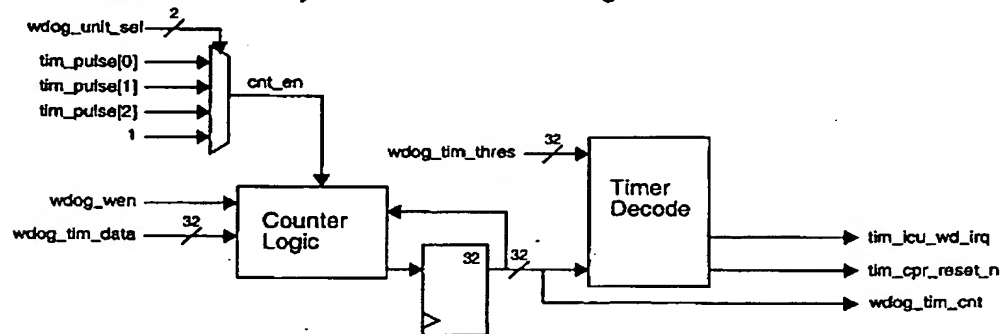 wdog_unit_sel
2
tim_pulse[0]
tim_pulse[1]
tim_pulse[2]
1
cnt_en
wdog_tim_thres
32
Timer
Decode
wdog_wen
wdog_tim_data
32
Counter
Logic
32
32
tim_icu_wd_irq
tim_cpr_reset_n
wdog_tim_cnt